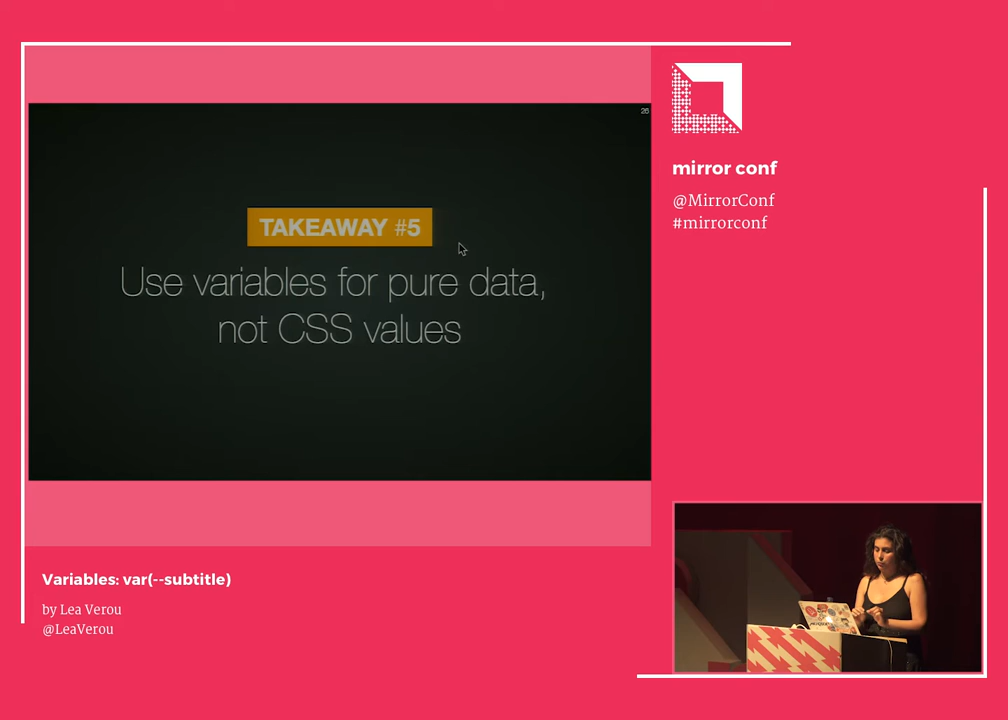 26
TAKEAWAY #5
Use variables for pure data,
not CSS values
mirror conf
@MirrorConf
#mirrorconf
Variables: var(--subtitle)
by Lea Verou
@LeaVerou